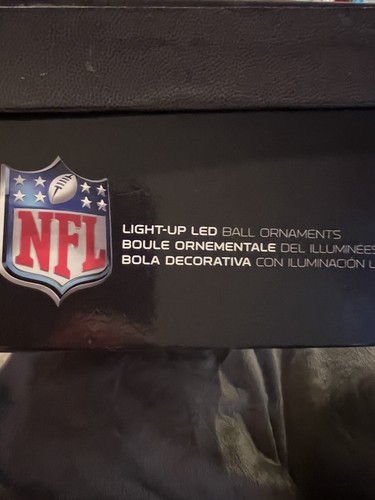 NFL
LIGHT-UP LED BALL ORNAMENTS
BOULE ORNEMENTALE DEL ILLUMINÉES
BOLA DECORATIVA CON ILUMINACIÓN L